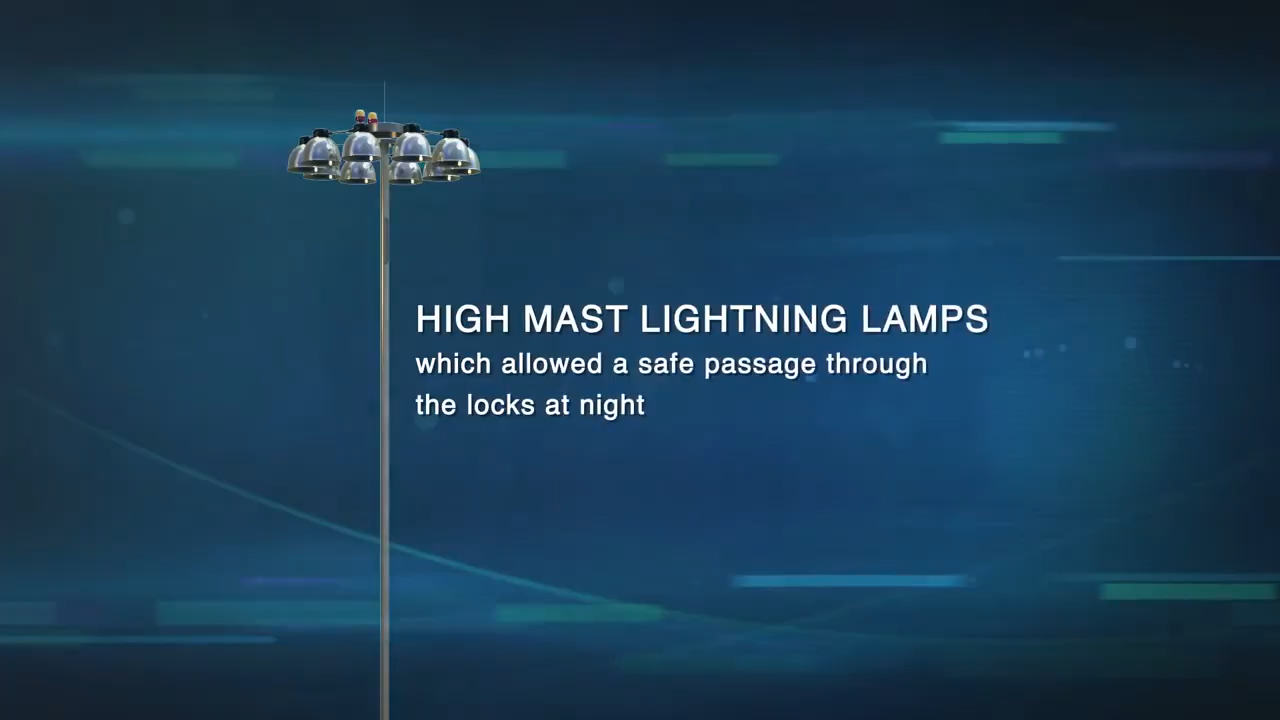 HIGH MAST LIGHTNING LAMPS
which allowed a safe passage through
the locks at night